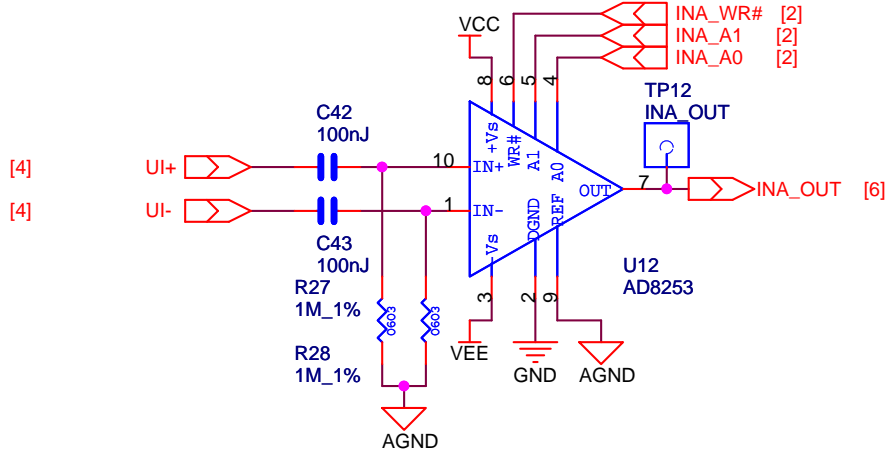 INA_WR# [2]
VCC
INA_A1 [2]
INA_A0 [2]
8
6
5
4
TP12
INA_OUT
C42
100nJ
+Vs
WR#
A1
A0
[4] UI+
10 IN+
OUT 7
INA_OUT [6]
[4] UI-
1 IN-
-Vs
DGND
REF
C43
100nJ
U12
AD8253
R27
1M_1%
0603
0603
3
2
9
R28
1M_1%
VEE
GND
AGND
AGND